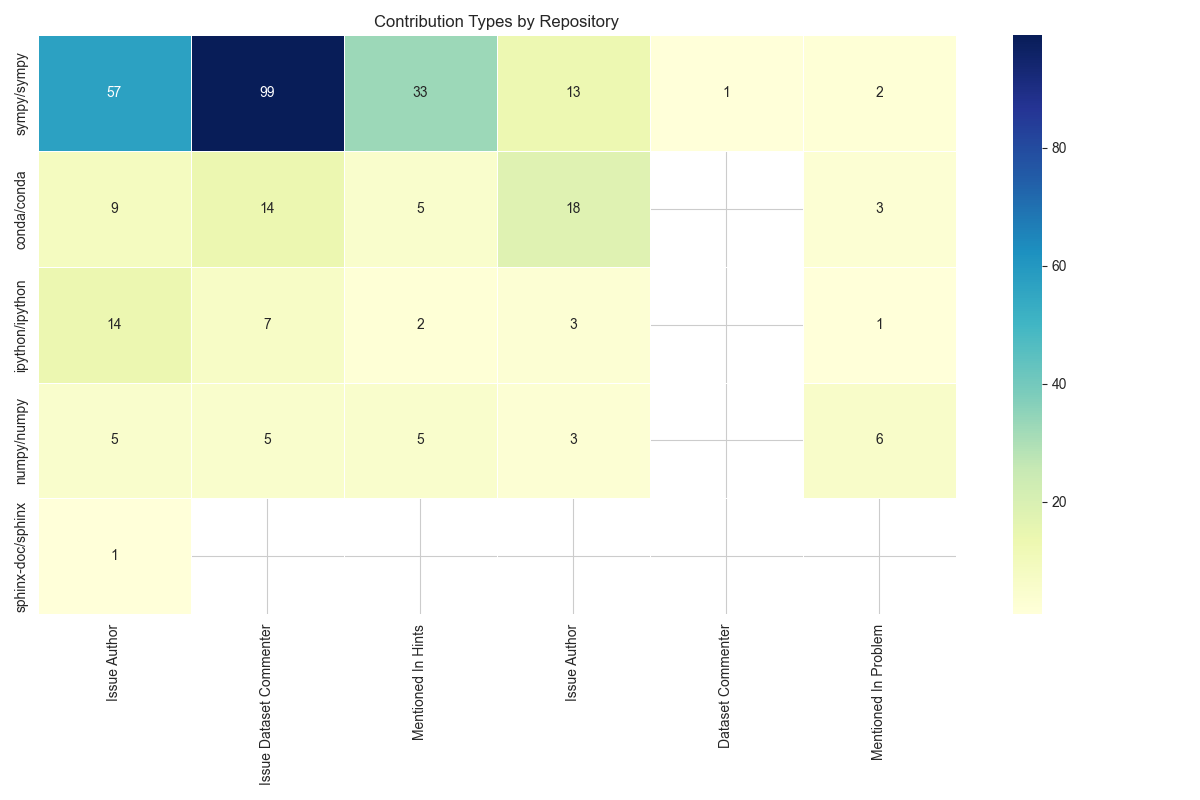 Contribution Types by Repository
sympy/sympy
57 99 33 13 1 2
conda/conda
9 14 5 18 3
ipython/ipython
14 7 2 3 1
numpy/numpy
5 5 5 3 6
sphinx-doc/sphinx
1
Issue Author
Issue Dataset Commenter
Mentioned In Hints
Issue Author
Dataset Commenter
Mentioned In Problem
80
60
40
20